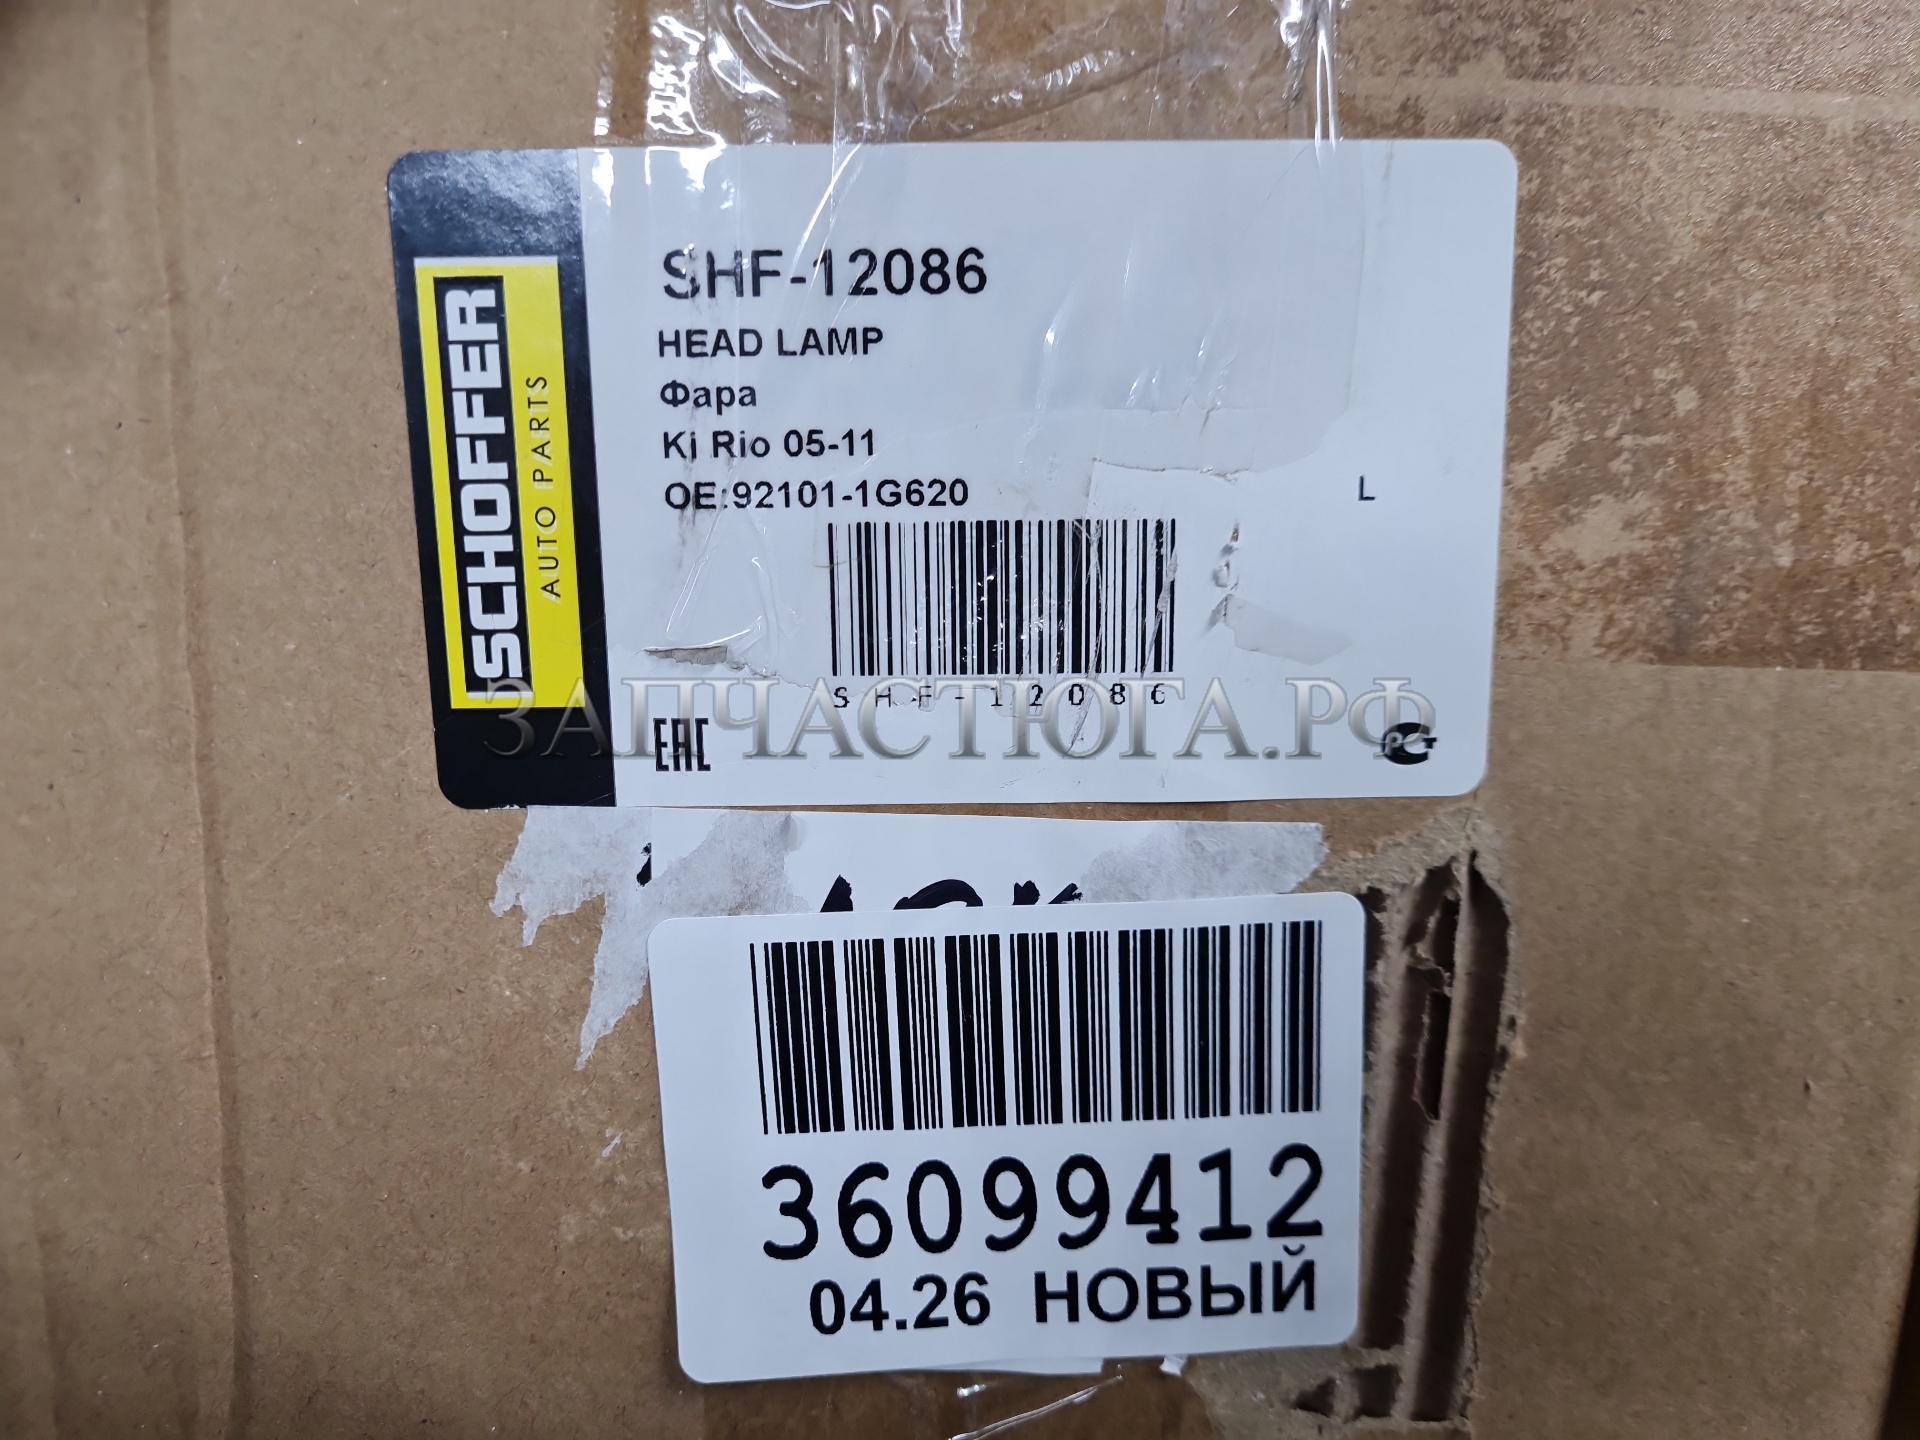 SCHOFFER
AUTO PARTS
SHF-12086
HEAD LAMP
Фара
Ki Rio 05-11
OE:92101-1G620
L
SHF-12086
ЗАПЧАСТЮГА.РФ
EAC
РСТ
36099412
04.26 НОВЫЙ